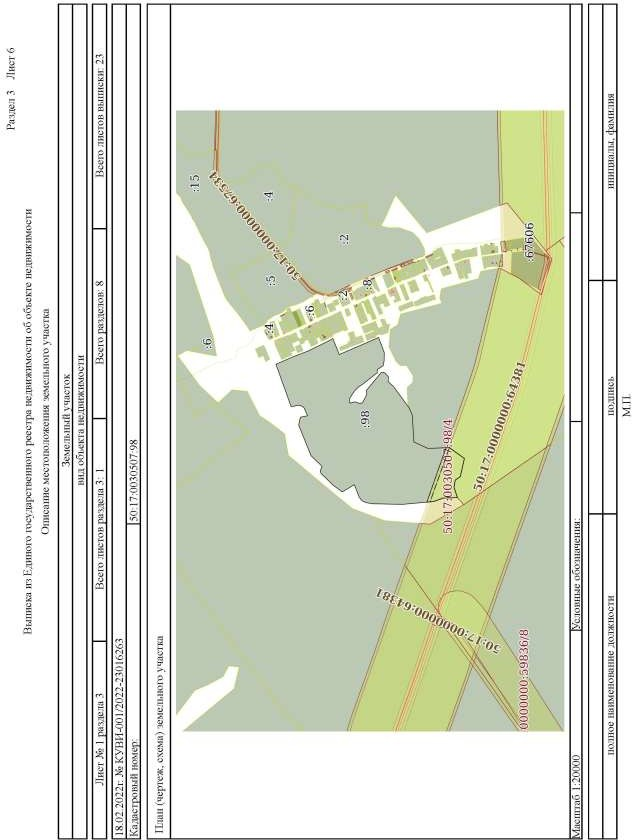 Раздел 3 Лист 6
Выписка из Единого государственного реестра недвижимости об объекте недвижимости
Описание местоположения земельного участка
Земельный участок
вид объекта недвижимости
Лист № 1 раздела 3 Всего листов раздела 3: 1 Всего разделов: 8 Всего листов выписки: 23
18.02.2022г. № КУВИ-001/2022-23016263
Кадастровый номер: 50:17:0030507:98
План (чертеж, схема) земельного участка
:15
:4
50:17:0000000:67534
:2
:5
:6
:4
:6
:2
:8
:67606
:98
50:17:0030507:98/4
50:17:0000000:64381
50:17:0000000:64381
0000000:59836/8
Масштаб 1:20000 Условные обозначения:
полное наименование должности подпись инициалы, фамилия
М.П.